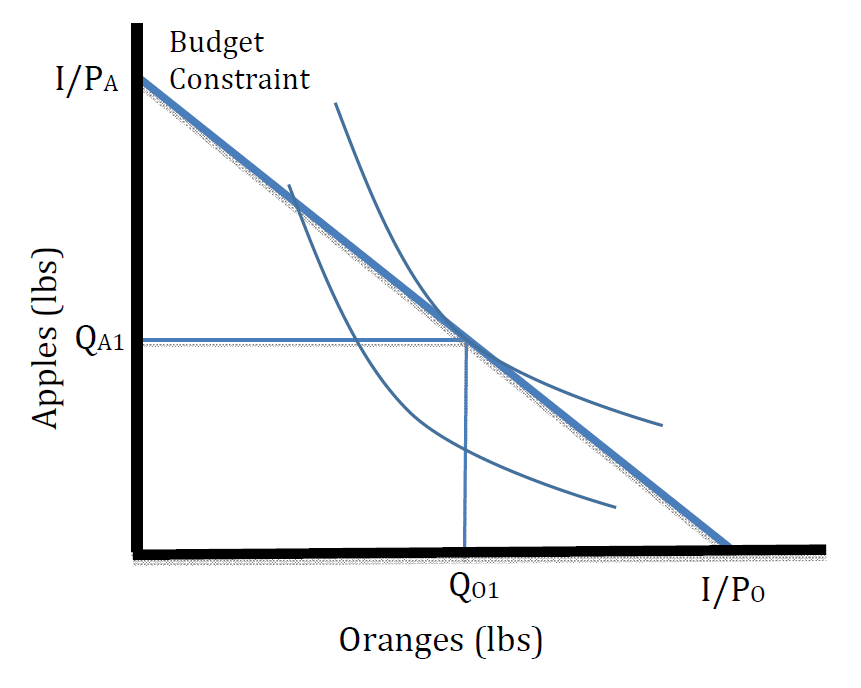 Budget
Constraint
I/PA
Apples (lbs)
QA1
QO1
I/PO
Oranges (lbs)